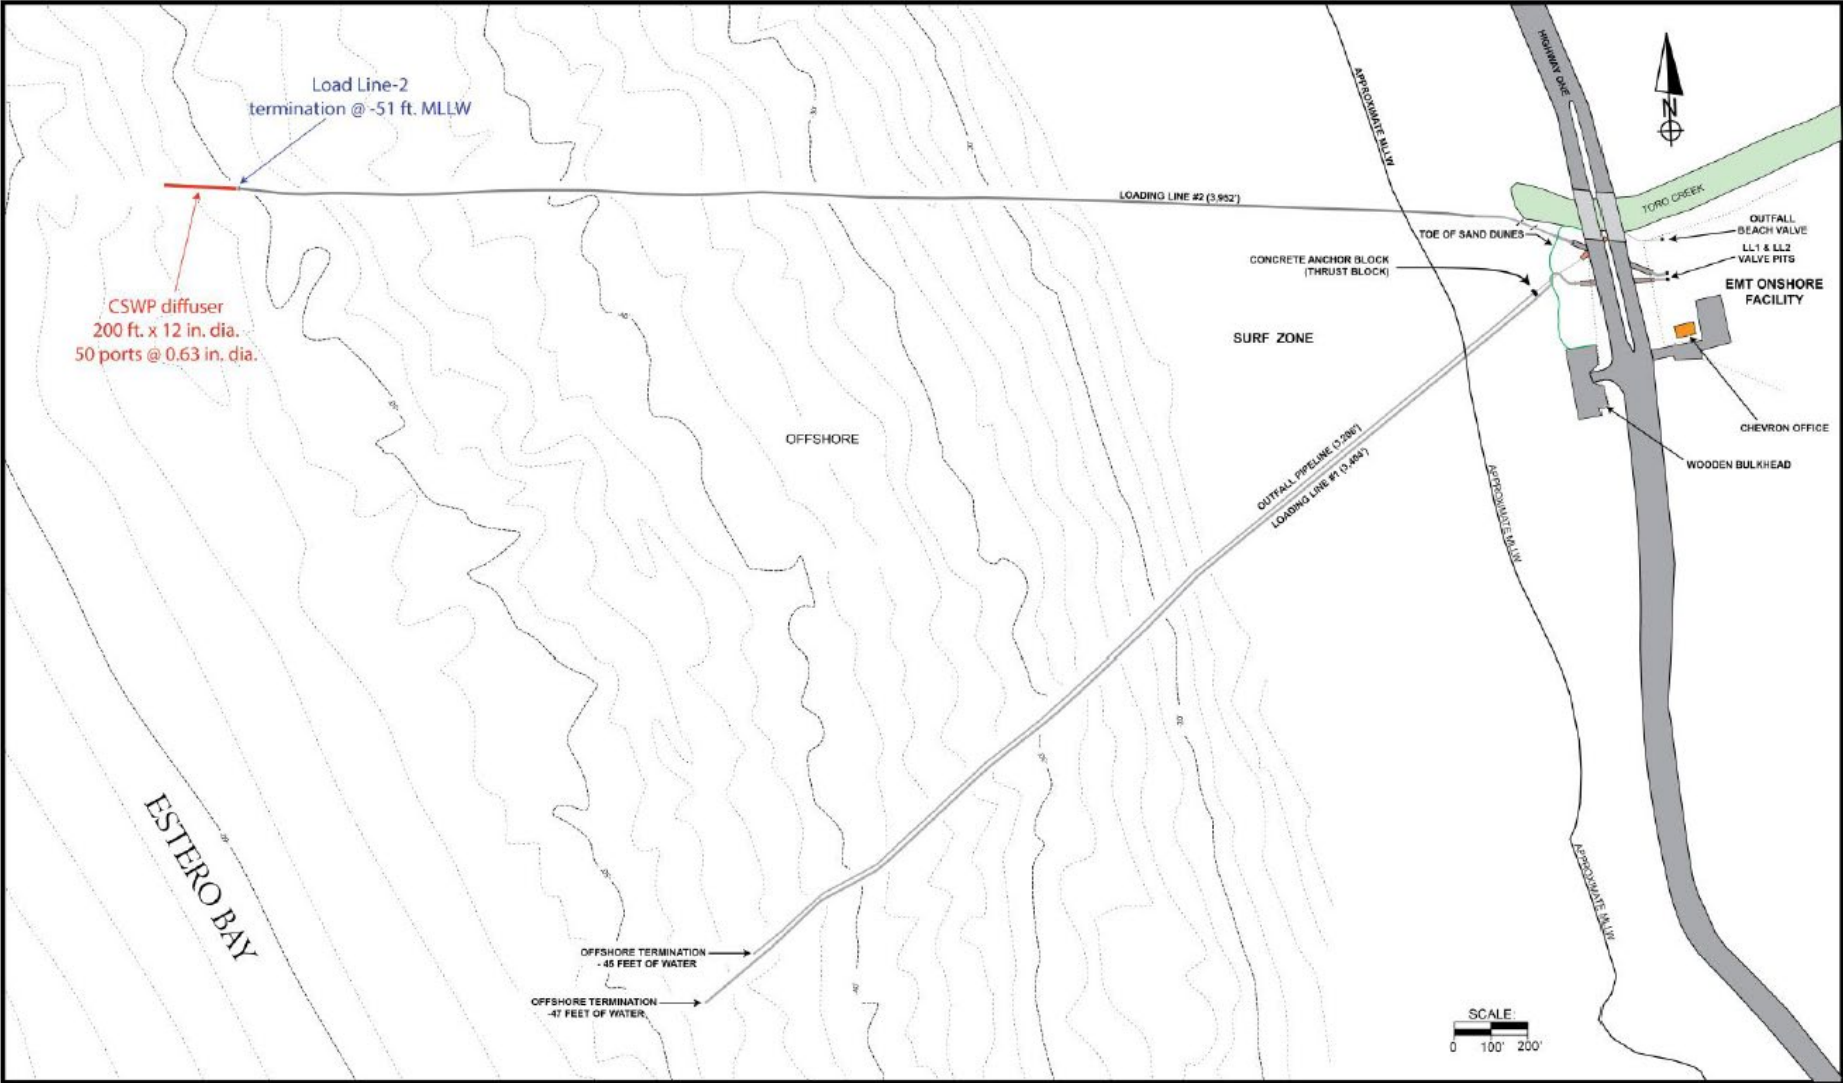 Load Line-2
termination @ -51 ft. MLLW
CSWP diffuser
200 ft. x 12 in. dia.
50 ports @ 0.63 in. dia.
APPROXIMATE MLLW
HIGHWAY ONE
N
TORO CREEK
LOADING LINE #2 (3,952')
TOE OF SAND DUNES
CONCRETE ANCHOR BLOCK
(THRUST BLOCK)
OUTFALL
BEACH VALVE
LL1 & LL2
VALVE PITS
EMT ONSHORE
FACILITY
SURF ZONE
CHEVRON OFFICE
WOODEN BULKHEAD
OFFSHORE
OUTFALL PIPELINE (3,206')
LOADING LINE #1 (3,404')
APPROXIMATE MLLW
ESTERO BAY
APPROXIMATE MLLW
OFFSHORE TERMINATION
- 45 FEET OF WATER
OFFSHORE TERMINATION
-47 FEET OF WATER
SCALE:
0 100' 200'